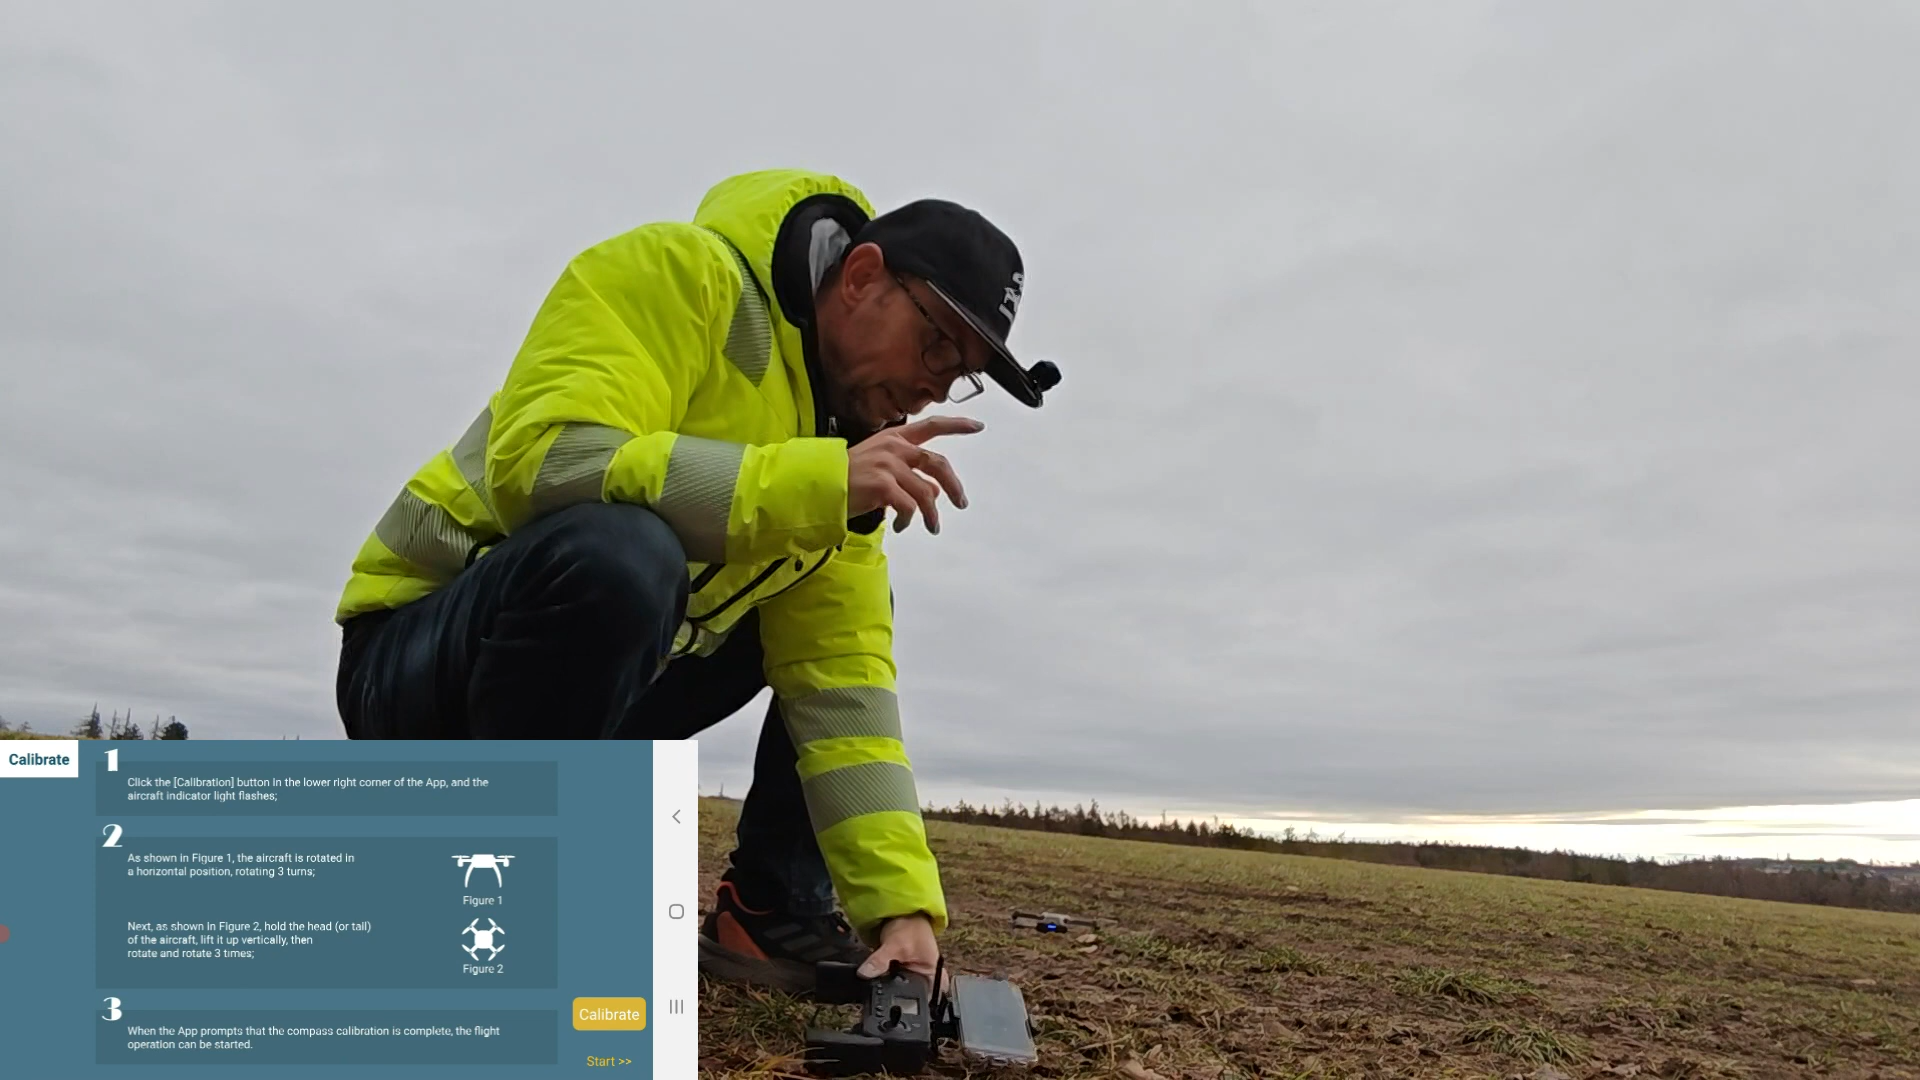 Calibrate
1
Click the [Calibration] button in the lower right corner of the App, and the
aircraft indicator light flashes;
2
As shown in Figure 1, the aircraft is rotated in
a horizontal position, rotating 3 turns;
Figure 1
Next, as shown in Figure 2, hold the head (or tail)
of the aircraft, lift it up vertically, then
rotate and rotate 3 times;
Figure 2
3
When the App prompts that the compass calibration is complete, the flight
operation can be started.
Calibrate
Start >>